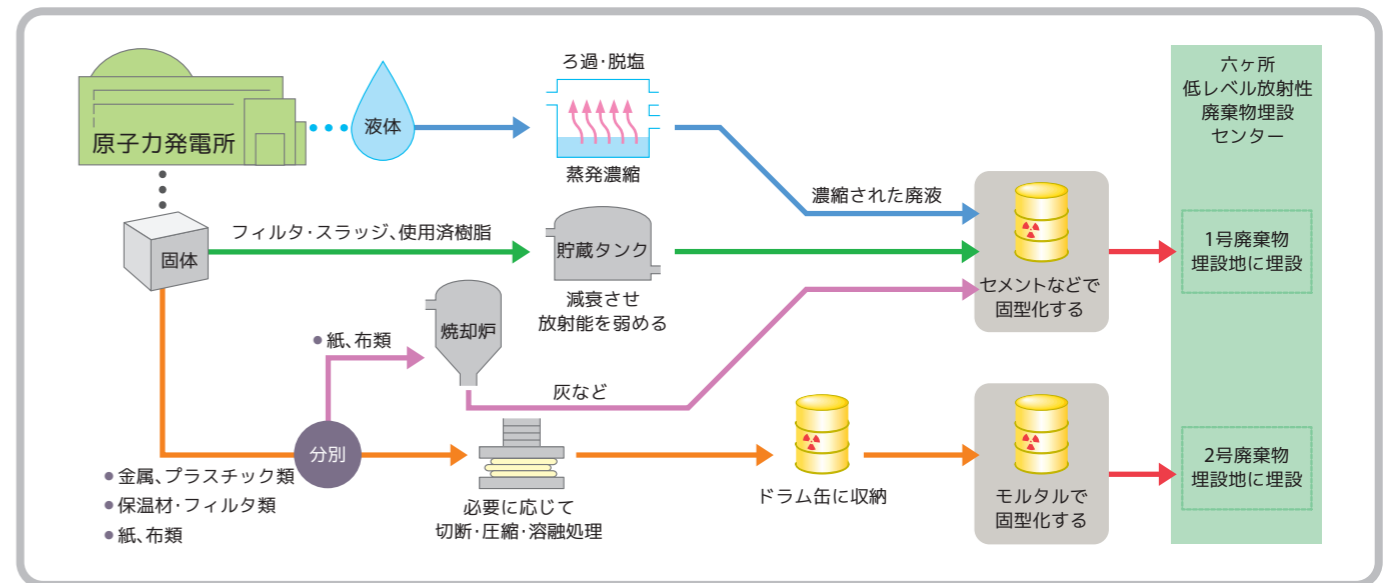 原子力発電所
液体
ろ過・脱塩
蒸発濃縮
濃縮された廃液
固体
フィルタ・スラッジ、使用済樹脂
貯蔵タンク
減衰させ
放射能を弱める
セメントなどで
固型化する
●紙、布類
焼却炉
灰など
分別
●金属、プラスチック類
●保温材・フィルタ類
●紙、布類
必要に応じて
切断・圧縮・溶融処理
ドラム缶に収納
モルタルで
固型化する
六ヶ所
低レベル放射性
廃棄物埋設
センター
1号廃棄物
埋設地に埋設
2号廃棄物
埋設地に埋設